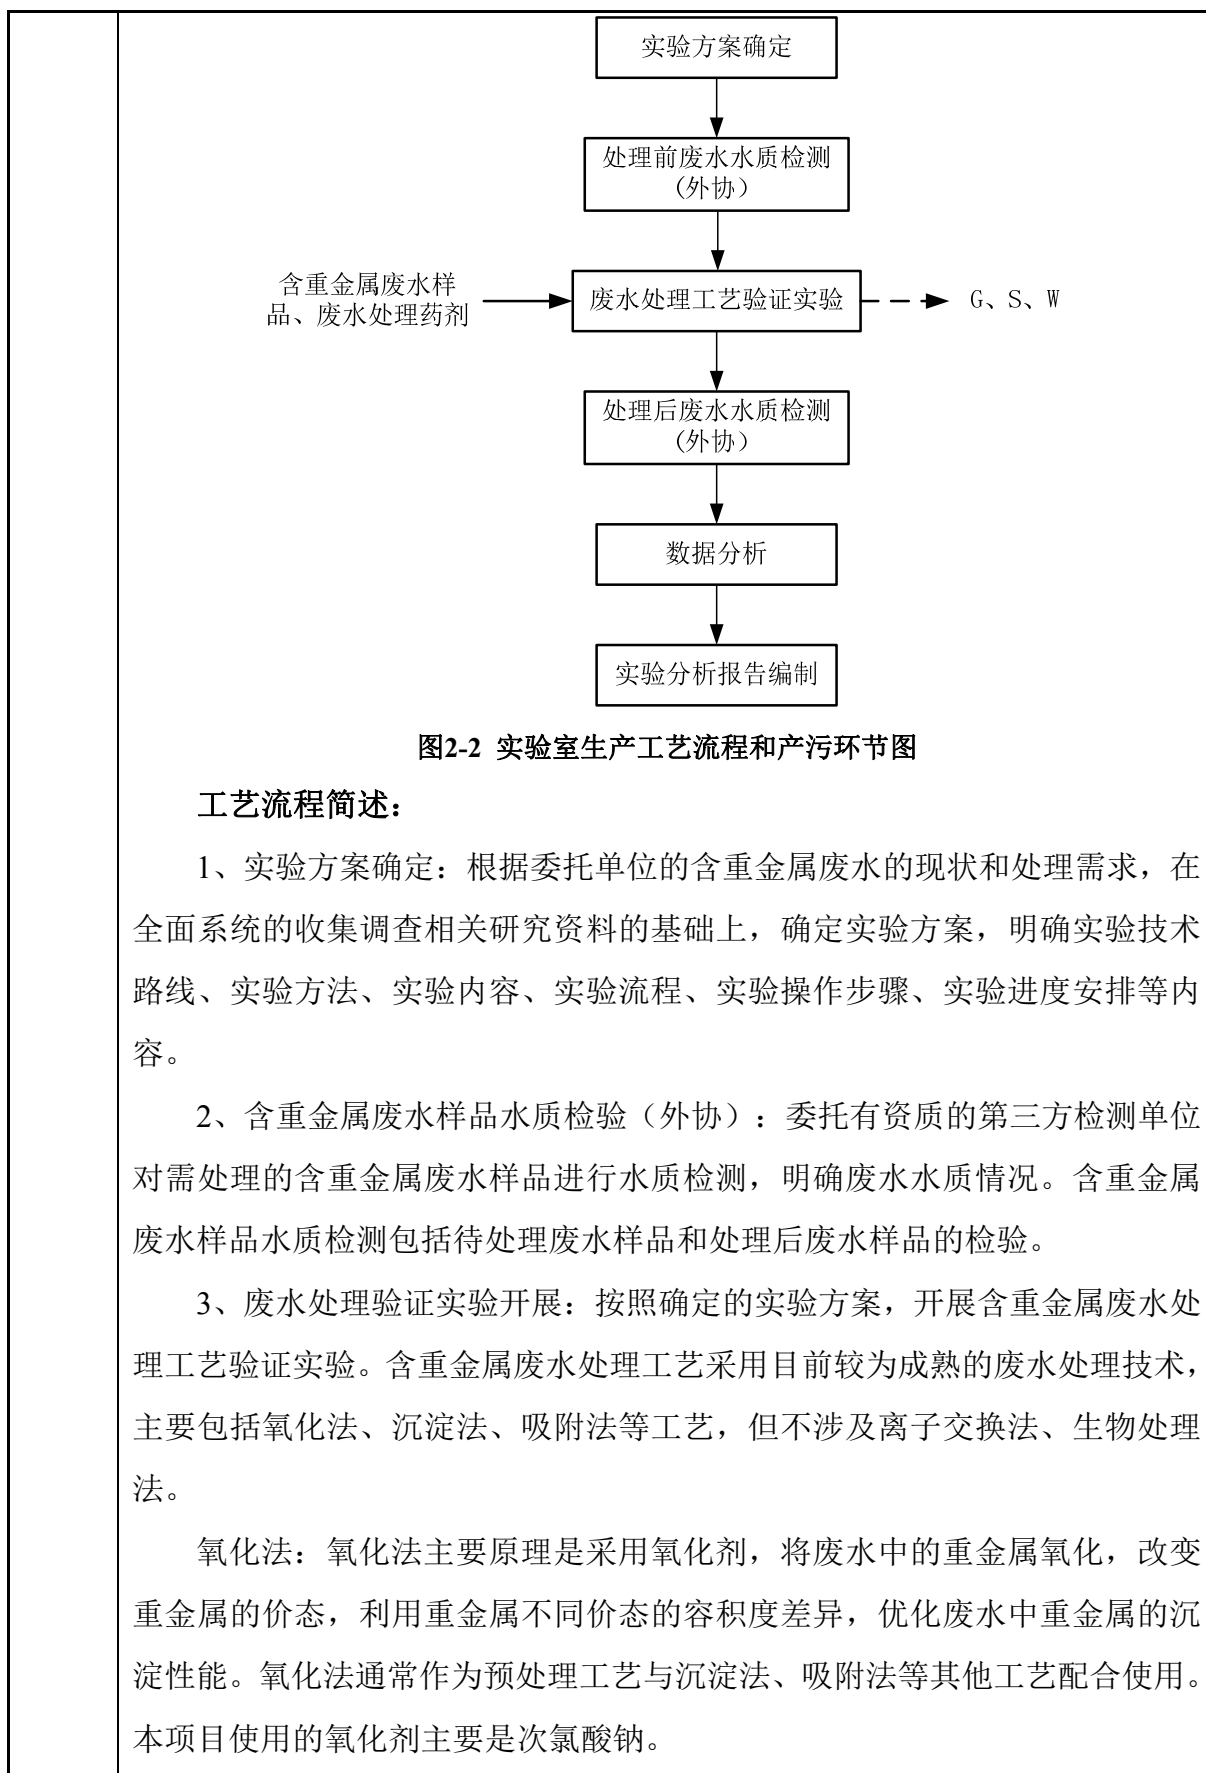 实验方案确定
处理前废水水质检测
（外协）
含重金属废水样
品、废水处理药剂
废水处理工艺验证实验
G、S、W
处理后废水水质检测
（外协）
数据分析
实验分析报告编制
图2-2 实验室生产工艺流程和产污环节图
工艺流程简述：
1、实验方案确定：根据委托单位的含重金属废水的现状和处理需求，在
全面系统的收集调查相关研究资料的基础上，确定实验方案，明确实验技术
路线、实验方法、实验内容、实验流程、实验操作步骤、实验进度安排等内
容。
2、含重金属废水样品水质检验（外协）：委托有资质的第三方检测单位
对需处理的含重金属废水样品进行水质检测，明确废水水质情况。含重金属
废水样品水质检测包括待处理废水样品和处理后废水样品的检验。
3、废水处理验证实验开展：按照确定的实验方案，开展含重金属废水处
理工艺验证实验。含重金属废水处理工艺采用目前较为成熟的废水处理技术，
主要包括氧化法、沉淀法、吸附法等工艺，但不涉及离子交换法、生物处理
法。
氧化法：氧化法主要原理是采用氧化剂，将废水中的重金属氧化，改变
重金属的价态，利用重金属不同价态的容积度差异，优化废水中重金属的沉
淀性能。氧化法通常作为预处理工艺与沉淀法、吸附法等其他工艺配合使用。
本项目使用的氧化剂主要是次氯酸钠。